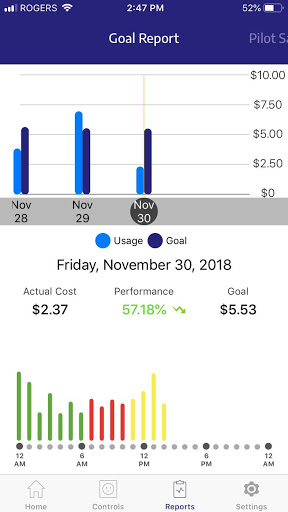 ROGERS 2:47 PM 52%
Goal Report Pilot Sa
$10.00
$7.50
$5.00
$2.50
$0
Nov Nov Nov
28 29 30
Usage Goal
Friday, November 30, 2018
Actual Cost Performance Goal
$2.37 57.18% $5.53
12 6 12 6 12
AM AM PM PM AM
Home Controls Reports Settings